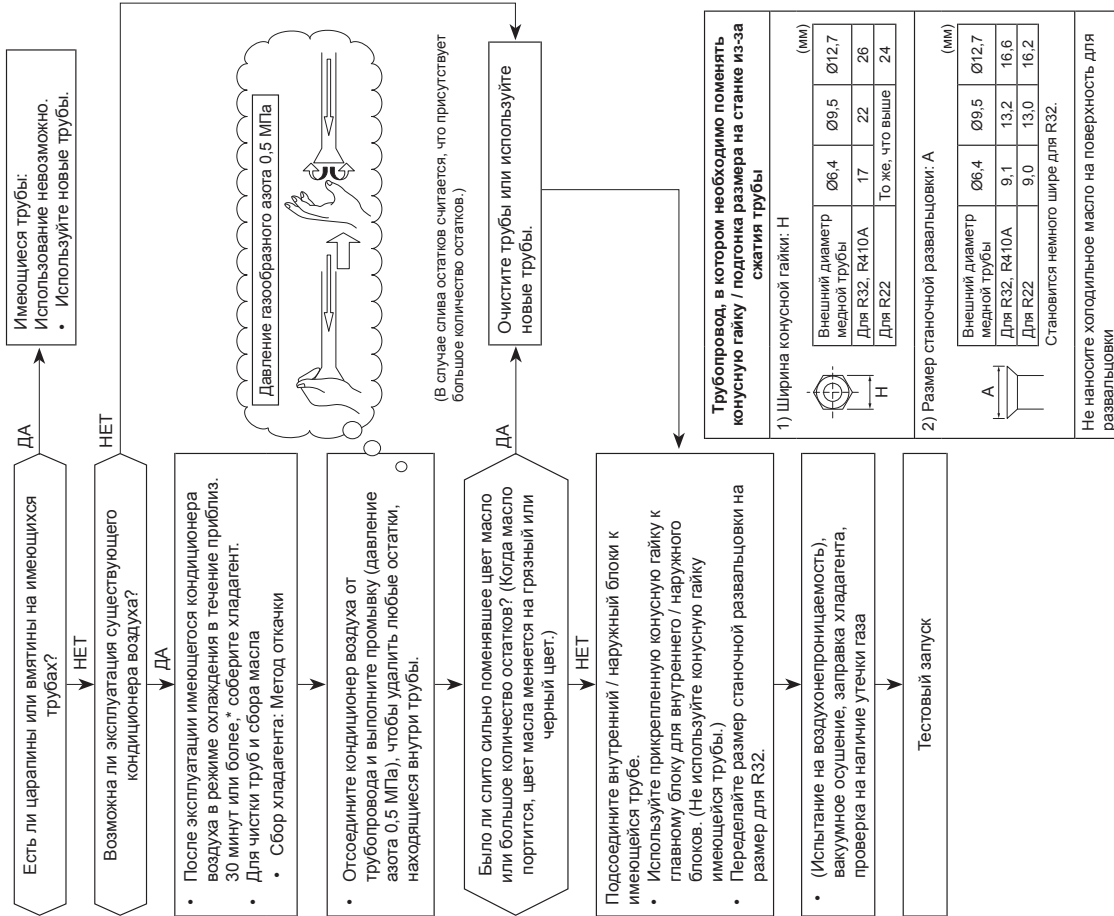 Есть ли царапины или вмятины на имеющихся
трубах?
ДА
Имеющиеся трубы:
Использование невозможно.
• Используйте новые трубы.
НЕТ
Возможна ли эксплуатация существующего
кондиционера воздуха?
НЕТ
ДА
• После эксплуатации имеющегося кондиционера
воздуха в режиме охлаждения в течение приблиз.
30 минут или более,* соберите хладагент.
• Для чистки труб и сбора масла
• Сбор хладагента: Метод откачки
• Отсоедините кондиционер воздуха от
трубопровода и выполните промывку (давление
азота 0,5 МПа), чтобы удалить любые остатки,
находящиеся внутри трубы.
Давление газообразного азота 0,5 МПа
(В случае слива остатков считается, что присутствует
большое количество остатков.)
Было ли слито сильно поменявшее цвет масло
или большое количество остатков? (Когда масло
портится, цвет масла меняется на грязный или
черный цвет.)
ДА
Очистите трубы или используйте
новые трубы.
НЕТ
Подсоедините внутренний / наружный блоки к
имеющейся трубе.
• Используйте прикрепленную конусную гайку к
главному блоку для внутреннего / наружного
блоков. (Не используйте конусную гайку
имеющейся трубы.)
• Переделайте размер станочной развальцовки на
размер для R32.
• (Испытание на воздухонепроницаемость),
вакуумное осушение, заправка хладагента,
проверка на наличие утечки газа
Тестовый запуск
Трубопровод, в котором необходимо поменять
конусную гайку / подгонка размера на станке из-за
сжатия трубы
1) Ширина конусной гайки: H
(мм)
H
Внешний диаметр
медной трубы Ø6,4 Ø9,5 Ø12,7
Для R32, R410A 17 22 26
Для R22 То же, что выше 24
2) Размер станочной развальцовки: A
(мм)
A
Внешний диаметр
медной трубы Ø6,4 Ø9,5 Ø12,7
Для R32, R410A 9,1 13,2 16,6
Для R22 9,0 13,0 16,2
Становится немного шире для R32.
Не наносите холодильное масло на поверхность для
развальцовки